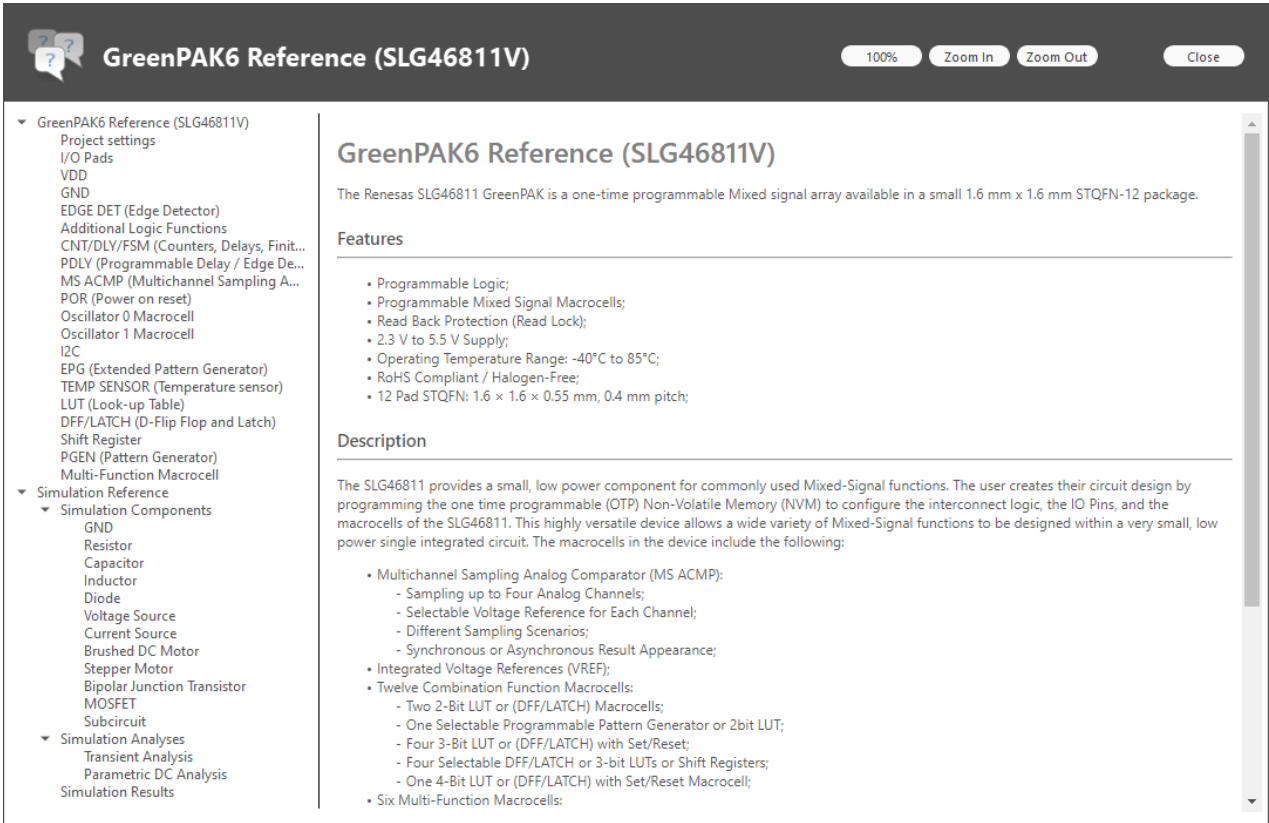 GreenPAK6 Reference (SLG46811V)
100%
Zoom In
Zoom Out
Close
GreenPAK6 Reference (SLG46811V)
Project settings
I/O Pads
VDD
GND
EDGE DET (Edge Detector)
Additional Logic Functions
CNT/DLY/FSM (Counters, Delays, Finit...
PDLY (Programmable Delay / Edge De...
MS ACMP (Multichannel Sampling A...
POR (Power on reset)
Oscillator 0 Macrocell
Oscillator 1 Macrocell
I2C
EPG (Extended Pattern Generator)
TEMP SENSOR (Temperature sensor)
LUT (Look-up Table)
DFF/LATCH (D-Flip Flop and Latch)
Shift Register
PGEN (Pattern Generator)
Multi-Function Macrocell
Simulation Reference
Simulation Components
GND
Resistor
Capacitor
Inductor
Diode
Voltage Source
Current Source
Brushed DC Motor
Stepper Motor
Bipolar Junction Transistor
MOSFET
Subcircuit
Simulation Analyses
Transient Analysis
Parametric DC Analysis
Simulation Results
GreenPAK6 Reference (SLG46811V)
The Renesas SLG46811 GreenPAK is a one-time programmable Mixed signal array available in a small 1.6 mm x 1.6 mm STQFN-12 package.
Features
• Programmable Logic;
• Programmable Mixed Signal Macrocells;
• Read Back Protection (Read Lock);
• 2.3 V to 5.5 V Supply;
• Operating Temperature Range: -40°C to 85°C;
• RoHS Compliant / Halogen-Free;
• 12 Pad STQFN: 1.6 × 1.6 × 0.55 mm, 0.4 mm pitch;
Description
The SLG46811 provides a small, low power component for commonly used Mixed-Signal functions. The user creates their circuit design by
programming the one time programmable (OTP) Non-Volatile Memory (NVM) to configure the interconnect logic, the IO Pins, and the
macrocells of the SLG46811. This highly versatile device allows a wide variety of Mixed-Signal functions to be designed within a very small, low
power single integrated circuit. The macrocells in the device include the following:
• Multichannel Sampling Analog Comparator (MS ACMP):
- Sampling up to Four Analog Channels;
- Selectable Voltage Reference for Each Channel;
- Different Sampling Scenarios;
- Synchronous or Asynchronous Result Appearance;
• Integrated Voltage References (VREF);
• Twelve Combination Function Macrocells:
- Two 2-Bit LUT or (DFF/LATCH) Macrocells;
- One Selectable Programmable Pattern Generator or 2bit LUT;
- Four 3-Bit LUT or (DFF/LATCH) with Set/Reset;
- Four Selectable DFF/LATCH or 3-bit LUTs or Shift Registers;
- One 4-Bit LUT or (DFF/LATCH) with Set/Reset Macrocell;
• Six Multi-Function Macrocells: